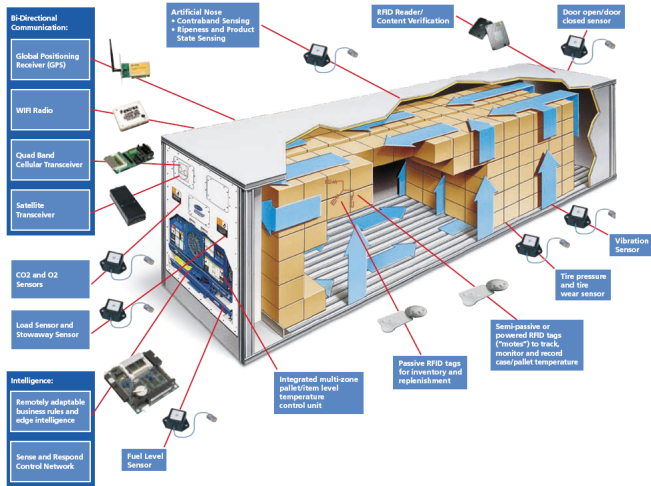 Bi-Directional
Communication:
Global Positioning
Receiver (GPS)
WIFI Radio
Quad Band
Cellular Transceiver
Satellite
Transceiver
CO2 and O2
Sensors
Load Sensor and
Stowaway Sensor
Intelligence:
Remotely adaptable
business rules and
edge intelligence
Sense and Respond
Control Network
Artificial Nose
• Contraband Sensing
• Ripeness and Product
State Sensing
RFID Reader/
Content Verification
Door open/door
closed sensor
Vibration
Sensor
Tire pressure
and tire
wear sensor
Semi-passive or
powered RFID tags
("motes") to track,
monitor and record
case/pallet temperature
Passive RFID tags
for inventory and
replenishment
Integrated multi-zone
pallet/item level
temperature
control unit
Fuel Level
Sensor